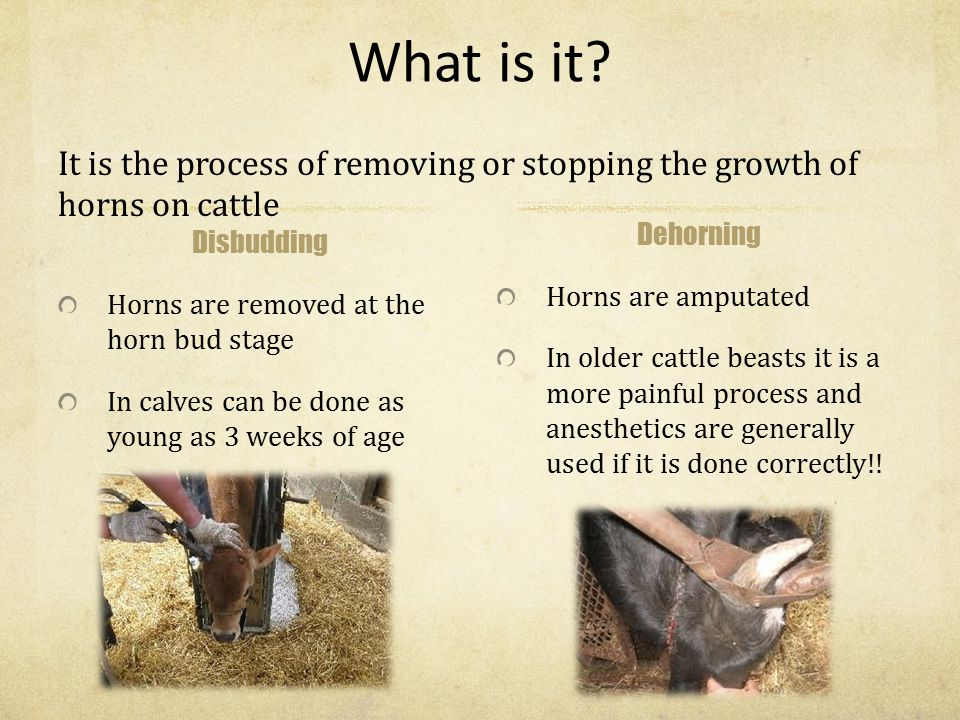 What is it?
It is the process of removing or stopping the growth of
horns on cattle
Disbudding
Horns are removed at the
horn bud stage
In calves can be done as
young as 3 weeks of age
Dehorning
Horns are amputated
In older cattle beasts it is a
more painful process and
anesthetics are generally
used if it is done correctly!!